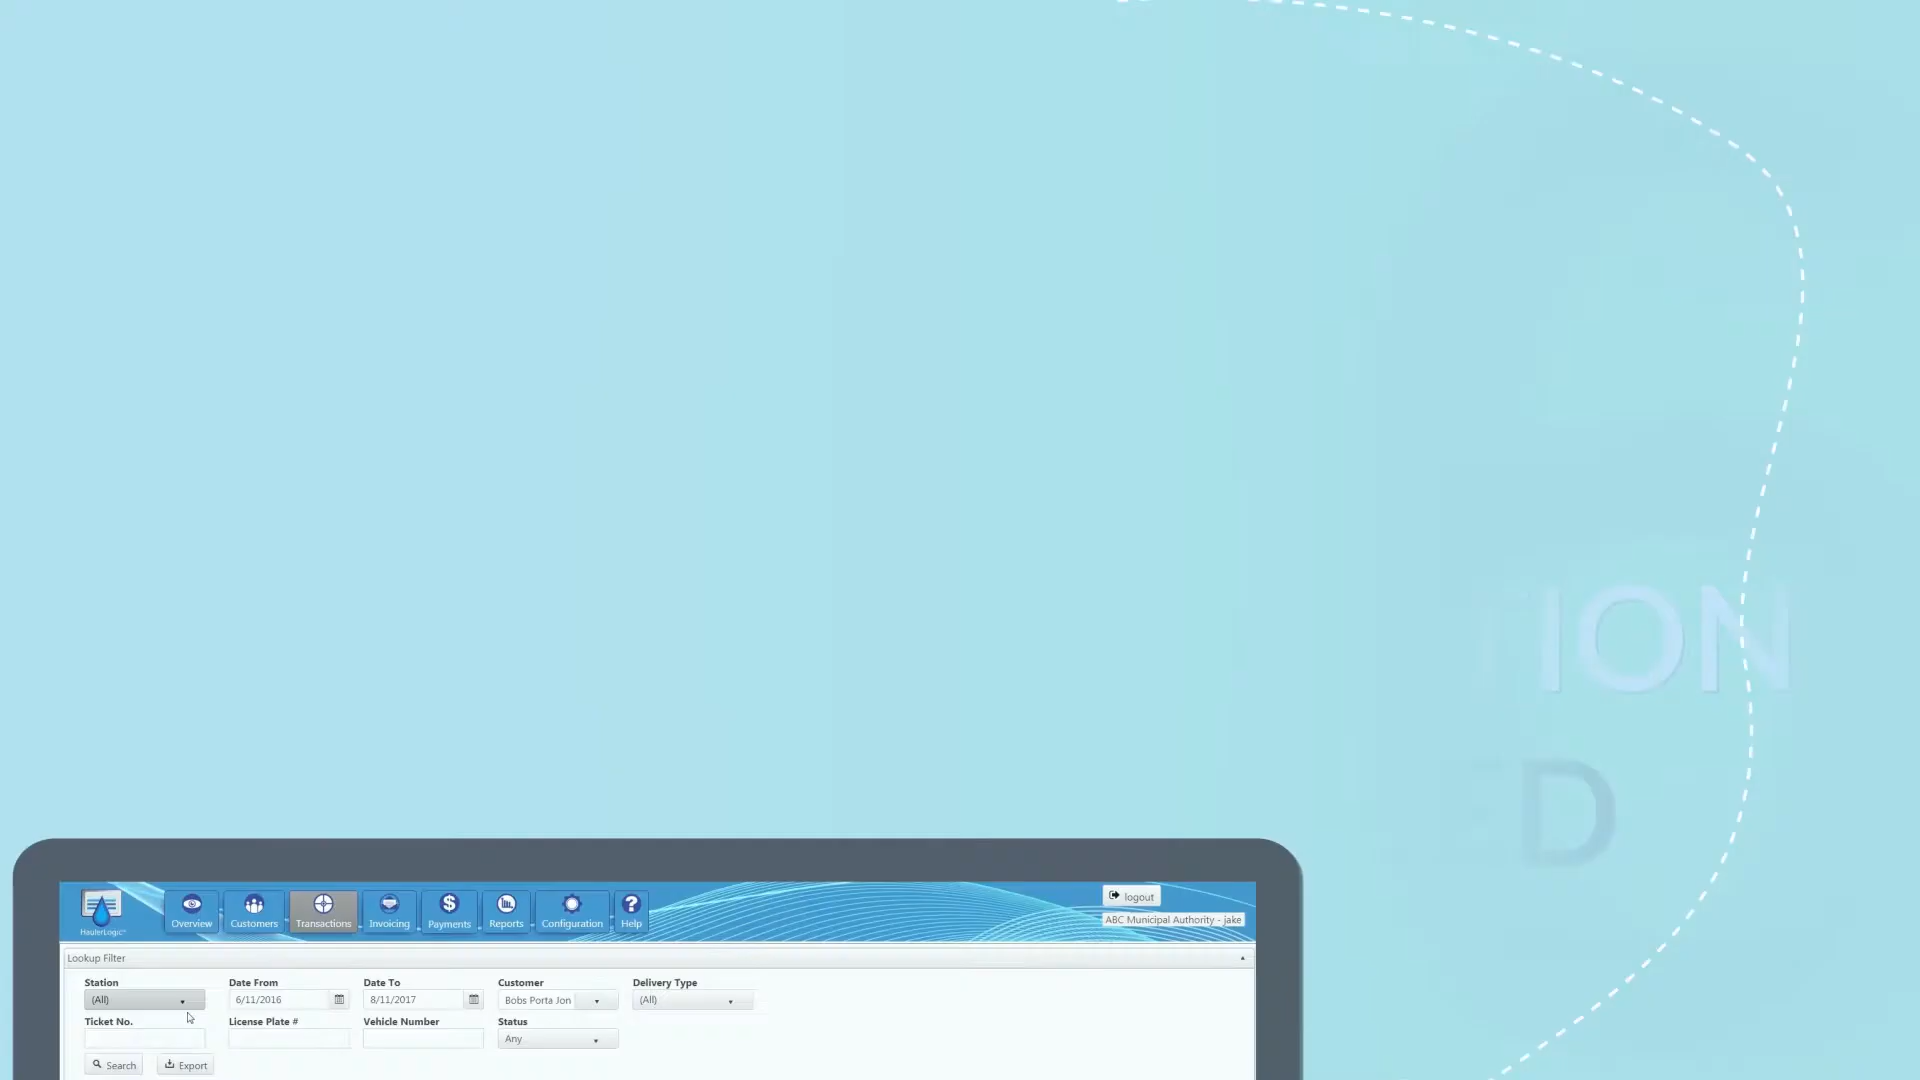 TION
ED
HaulerLogic
Overview
Customers
Transactions
Invoicing
Payments
Reports
Configuration
Help
logout
ABC Municipal Authority - jake
Lookup Filter
Station
Date From
Date To
Customer
Delivery Type
(All)
6/11/2016
8/11/2017
Bobs Porta Jon
(All)
Ticket No.
License Plate #
Vehicle Number
Status
Any
Search
Export